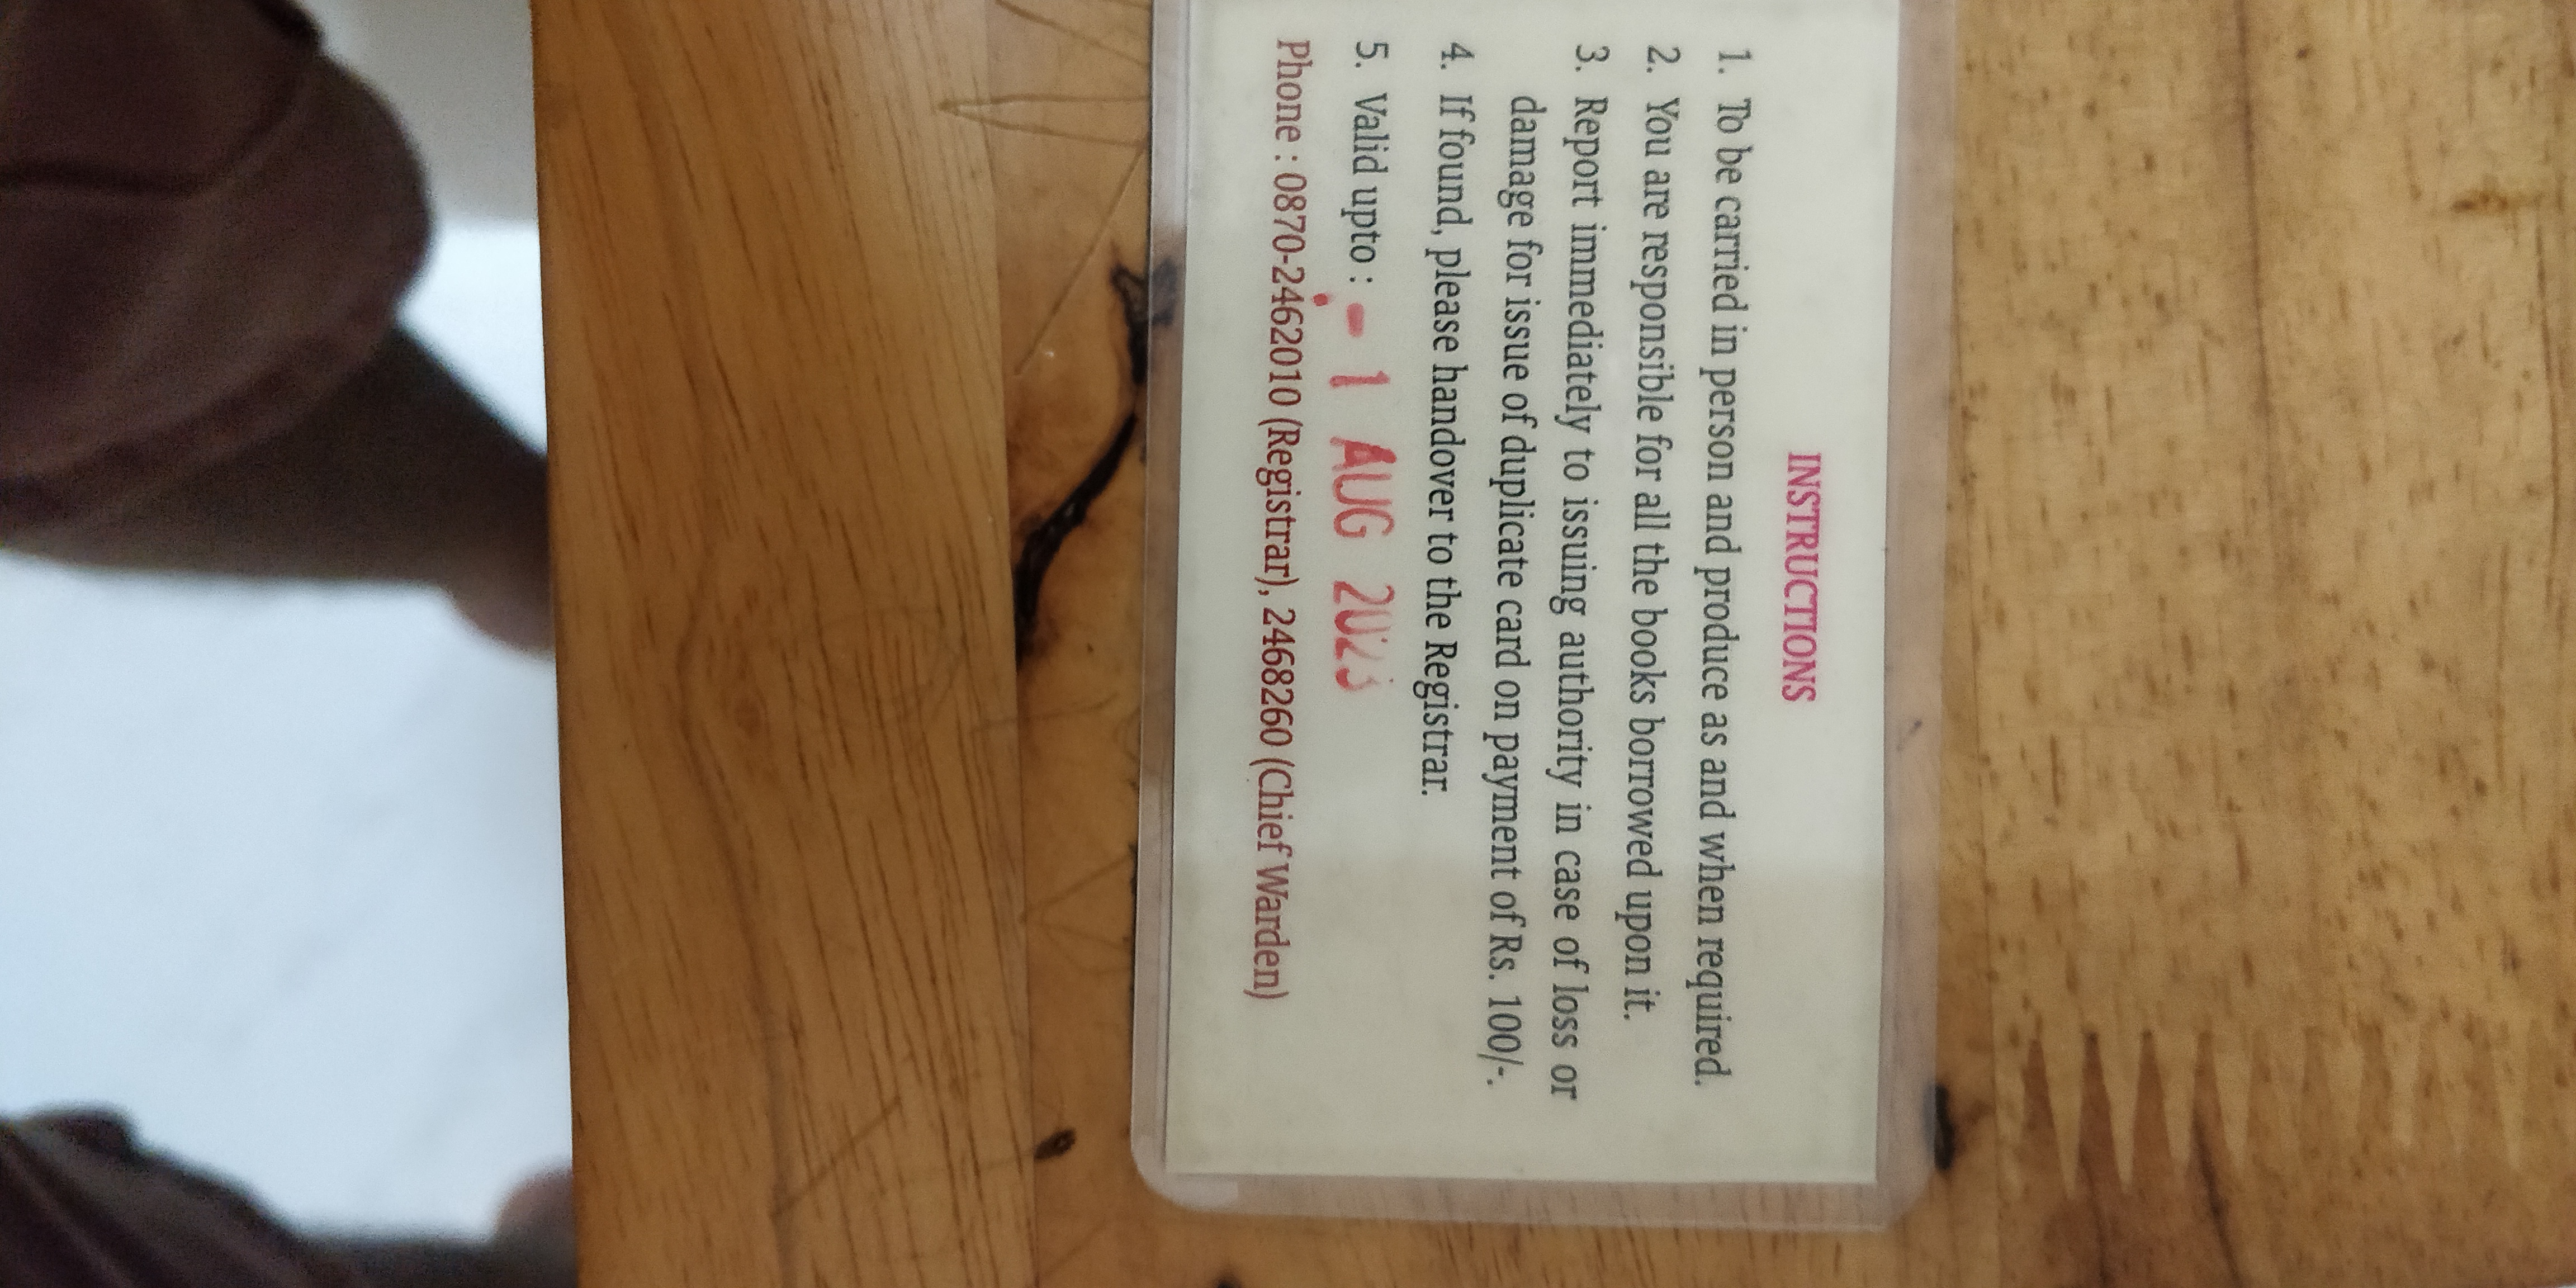 INSTRUCTIONS
1. To be carried in person and produce as and when required.
2. You are responsible for all the books borrowed upon it.
3. Report immediately to issuing authority in case of loss or
damage for issue of duplicate card on payment of Rs. 100/-.
4. If found, please handover to the Registrar.
5. Valid upto : - 1 AUG 2023
Phone : 0870-2462010 (Registrar), 2468260 (Chief Warden)